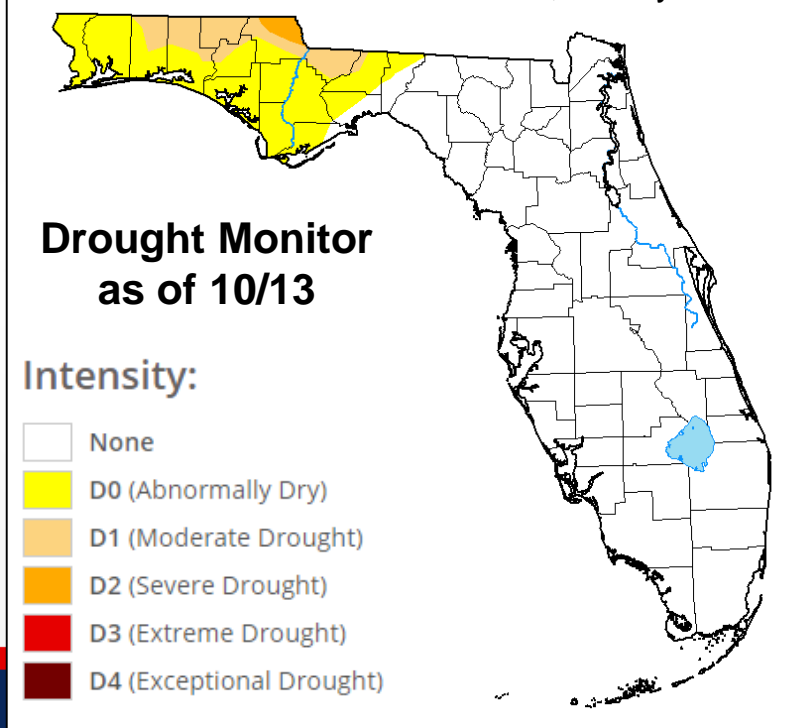 Drought Monitor
as of 10/13
Intensity:
None
D0 (Abnormally Dry)
D1 (Moderate Drought)
D2 (Severe Drought)
D3 (Extreme Drought)
D4 (Exceptional Drought)